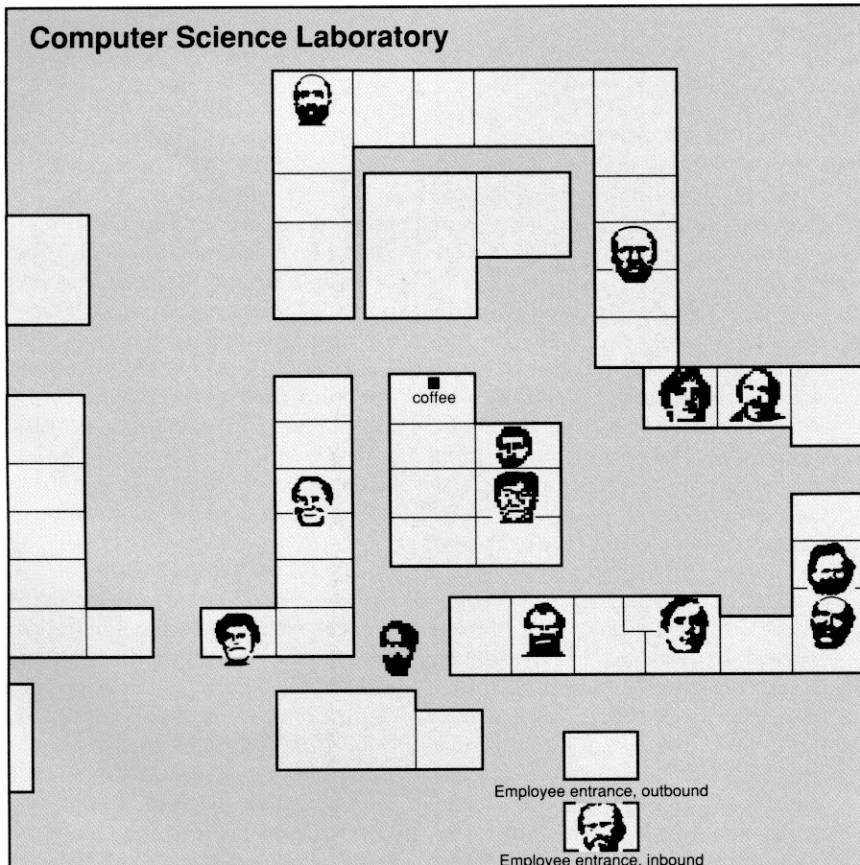 Computer Science Laboratory
coffee
Employee entrance, outbound
Employee entrance, inbound